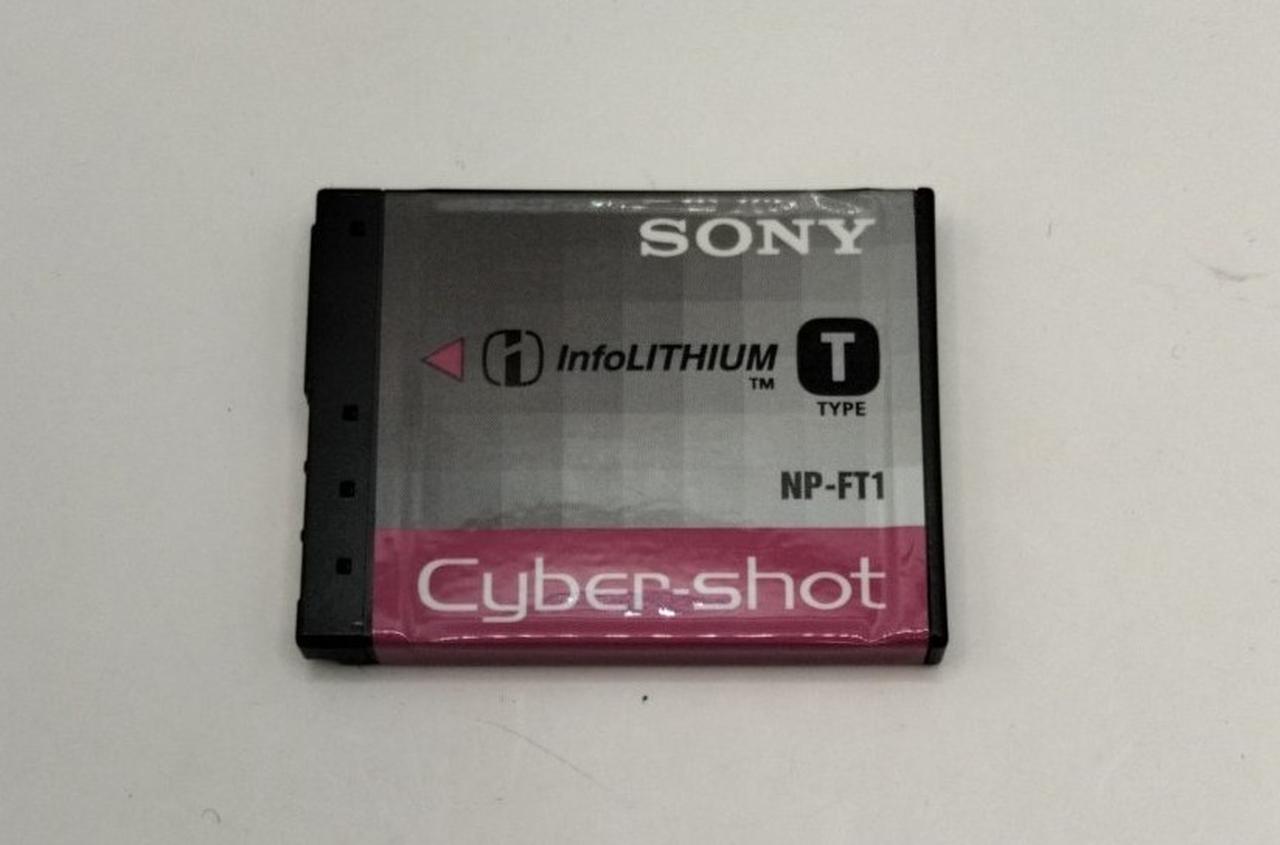 SONY
InfoLITHIUM T
TM
TYPE
NP-FT1
Cyber-shot